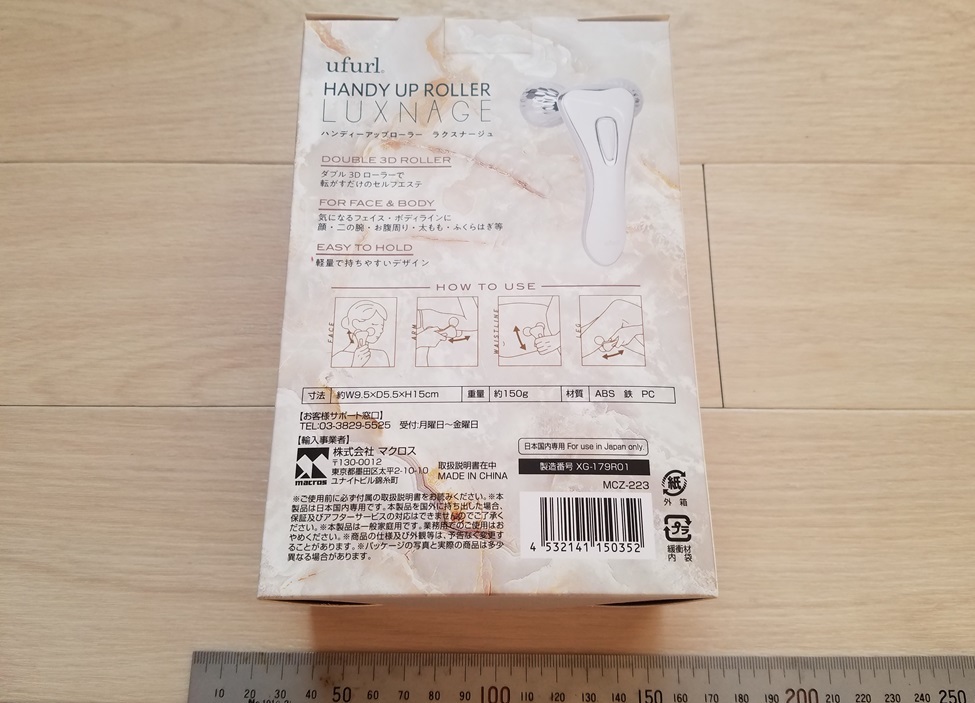 ufurl
HANDY UP ROLLER
LUXNAGE
ハンディーアップローラー ラクスナージュ
DOUBLE 3D ROLLER
ダブル 3D ローラーで
転がすだけのセルフエステ
FOR FACE & BODY
気になるフェイス・ボディラインに
顔・二の腕・お腹周り・太もも・ふくらはぎ等
EASY TO HOLD
軽量で持ちやすいデザイン
HOW TO USE
FACE
ARM
WAISTLINE
LEG
寸法 約W9.5×D5.5×H15cm 重量 約150g 材質 ABS 鉄 PC
【お客様サポート窓口】
TEL:03-3829-5525 受付:月曜日~金曜日
【輸入事業者】
株式会社 マクロス
〒130-0012
東京都墨田区太平2-10-10
ユナイトビル錦糸町
macros
取扱説明書在中
MADE IN CHINA
※ご使用前に必ず付属の取扱説明書をお読みください。※本
製品は日本国内専用です。本製品を国外に持ち出した場合、
保証及びアフターサービスの対応はできませんのでご了承く
ださい。※本製品は一般家庭用です。業務用でのご使用はお
やめください。※商品の仕様及び外観等は、予告なく変更す
ることがあります。※パッケージの写真と実際の商品は多少
異なる場合があります。
日本国内専用 For use in Japan only.
製造番号 XG-179R01
MCZ-223
4 532141 150352
紙
外箱
プラ
緩衝材
内袋
10 20 30 40 50 60 70 80 90 100 110 120 130 140 150 160 170 180 190 200 210 220 230 240 250